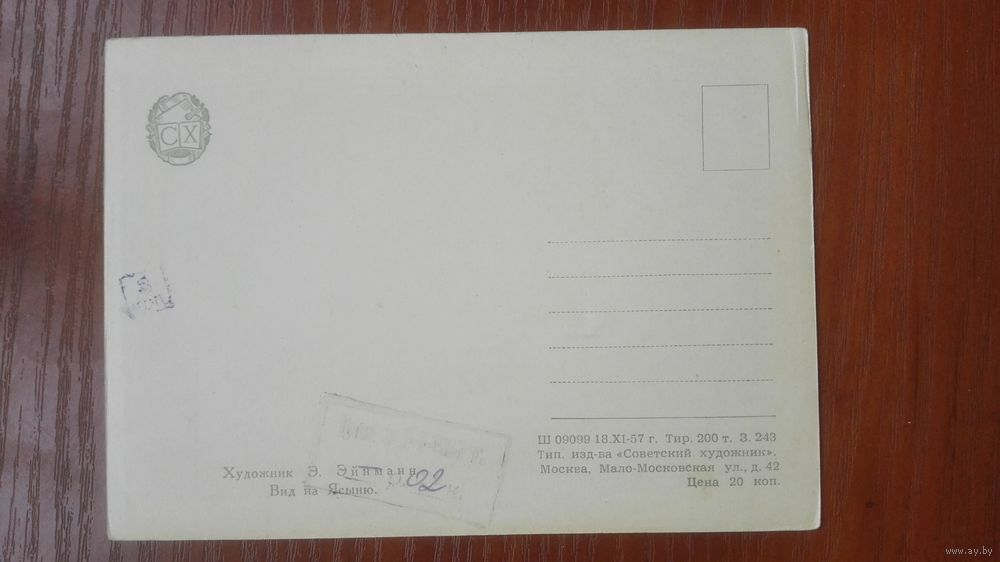 СХ
Художник Э. Эйнманн
Вид на Ясыню.
02
Ш 09099 18.XI-57 г. Тир. 200 т. З. 243
Тип. изд-ва «Советский художник».
Москва, Мало-Московская ул., д. 42
Цена 20 коп.
www.ay.by